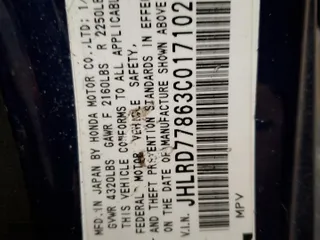 MFD. IN JAPAN BY HONDA MOTOR CO.,LTD.
GVWR 4320LBS GAWR F 2160LBS R 2250LBS
THIS VEHICLE CONFORMS TO ALL APPLICABLE
FEDERAL MOTOR VEHICLE SAFETY,
AND THEFT PREVENTION STANDARDS IN EFFECT
ON THE DATE OF MANUFACTURE SHOWN ABOVE
V.I.N. JHLRD77863C017102
MPV